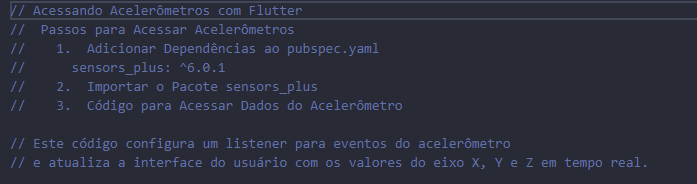 // Acessando Acelerômetros com Flutter
//  Passos para Acessar Acelerômetros
//    1.  Adicionar Dependências ao pubspec.yaml
//      sensors_plus: ^6.0.1
//    2.  Importar o Pacote sensors_plus
//    3.  Código para Acessar Dados do Acelerômetro
// Este código configura um listener para eventos do acelerômetro
// e atualiza a interface do usuário com os valores do eixo X, Y e Z em tempo real.